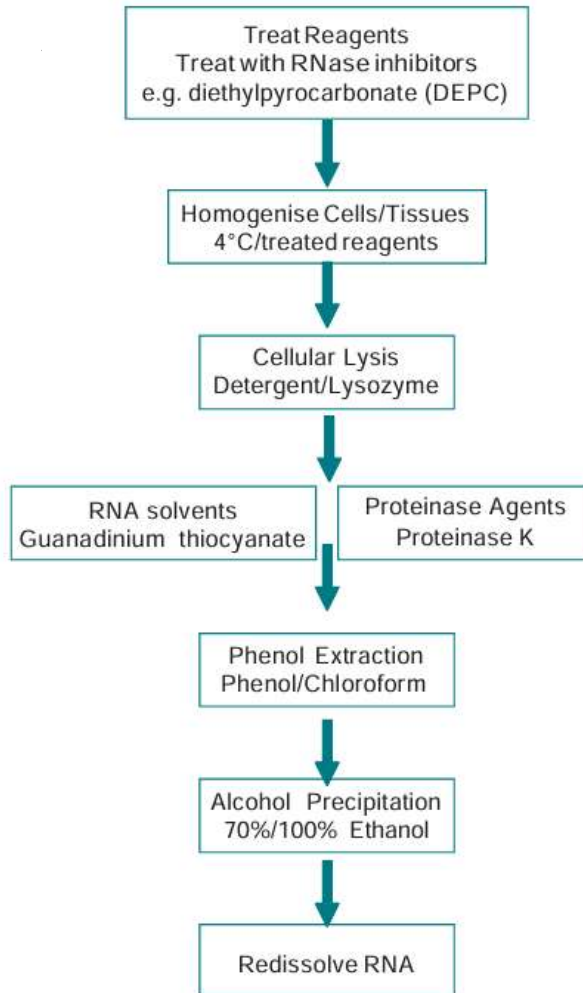 Treat Reagents
Treat with RNase inhibitors
e.g. diethylpyrocarbonate (DEPC)
Homogenise Cells/Tissues
4°C/treated reagents
Cellular Lysis
Detergent/Lysozyme
RNA solvents
Guanadinium thiocyanate
Proteinase Agents
Proteinase K
Phenol Extraction
Phenol/Chloroform
Alcohol Precipitation
70%/100% Ethanol
Redissolve RNA